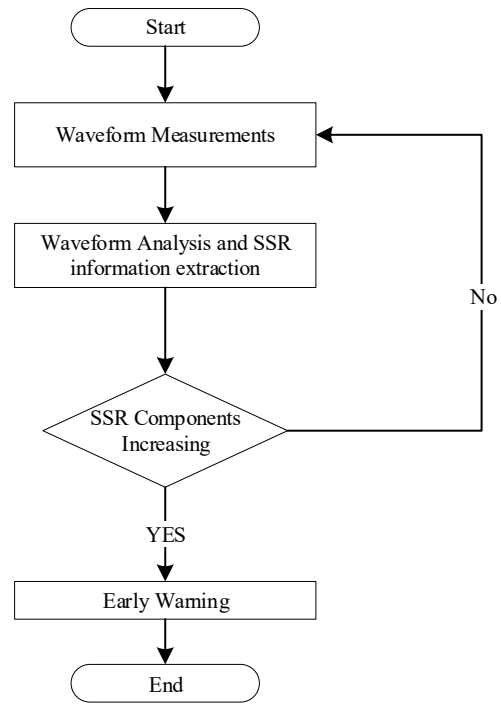 Start
Waveform Measurements
Waveform Analysis and SSR
information extraction
No
SSR Components
Increasing
YES
Early Warning
End